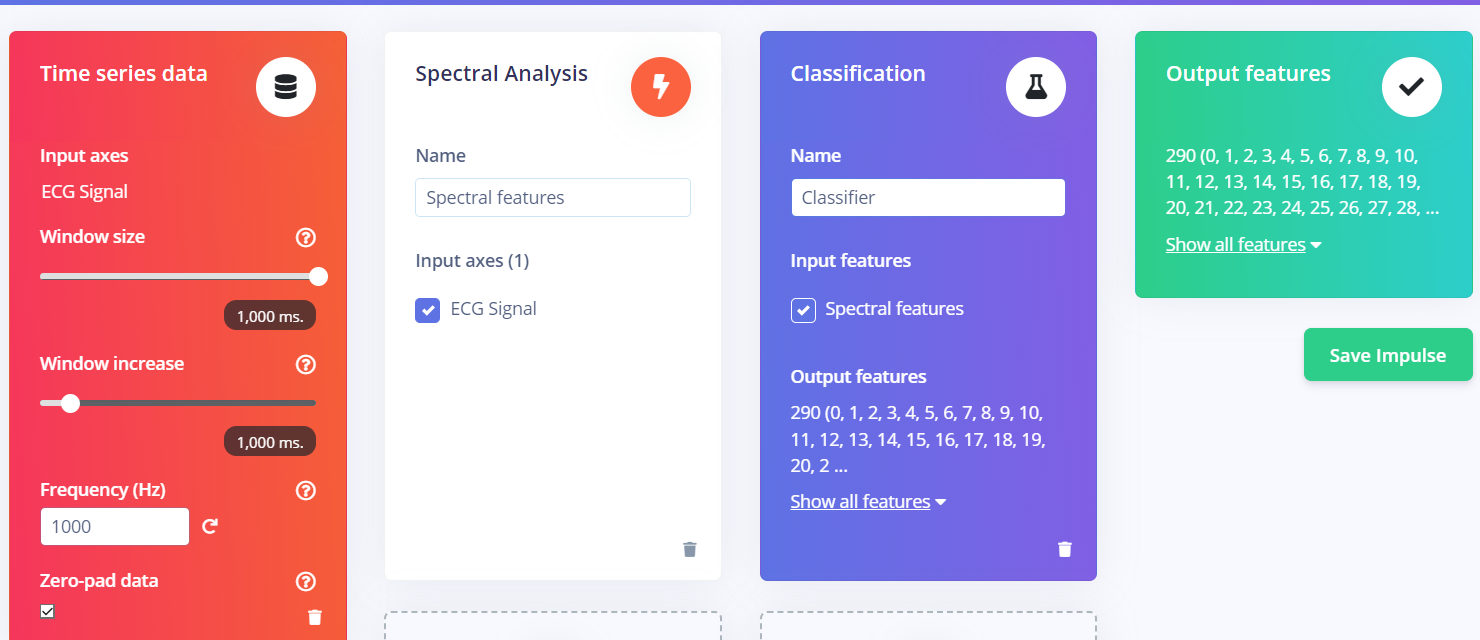 Time series data
Input axes
ECG Signal
Window size
1,000 ms.
Window increase
1,000 ms.
Frequency (Hz)
1000
Zero-pad data
Spectral Analysis
Name
Spectral features
Input axes (1)
ECG Signal
Classification
Name
Classifier
Input features
Spectral features
Output features
290 (0, 1, 2, 3, 4, 5, 6, 7, 8, 9, 10,
11, 12, 13, 14, 15, 16, 17, 18, 19,
20, 2 ...
Show all features
Output features
290 (0, 1, 2, 3, 4, 5, 6, 7, 8, 9, 10,
11, 12, 13, 14, 15, 16, 17, 18, 19,
20, 21, 22, 23, 24, 25, 26, 27, 28, ...
Show all features
Save Impulse